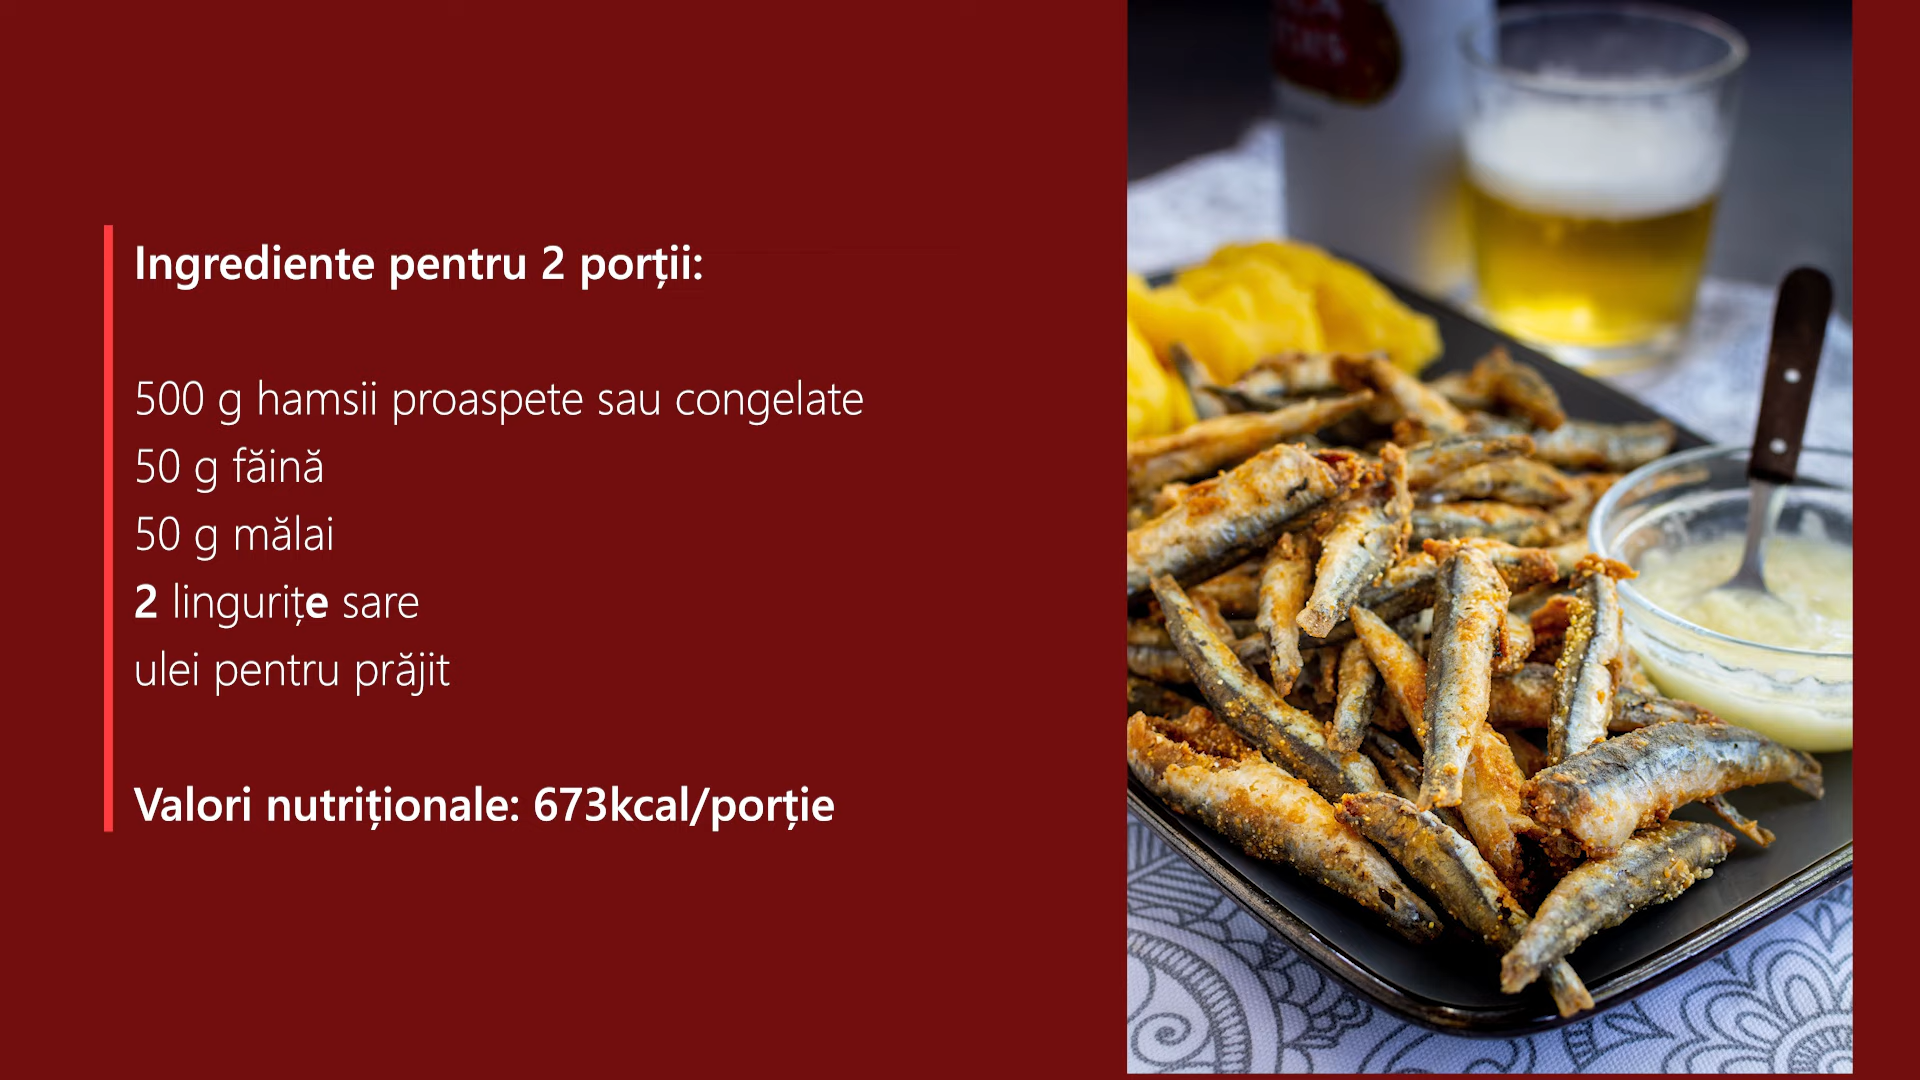 Ingrediente pentru 2 porții:
500 g hamsii proaspete sau congelate
50 g făină
50 g mălai
2 lingurițe sare
ulei pentru prăjit
Valori nutriționale: 673kcal/porție